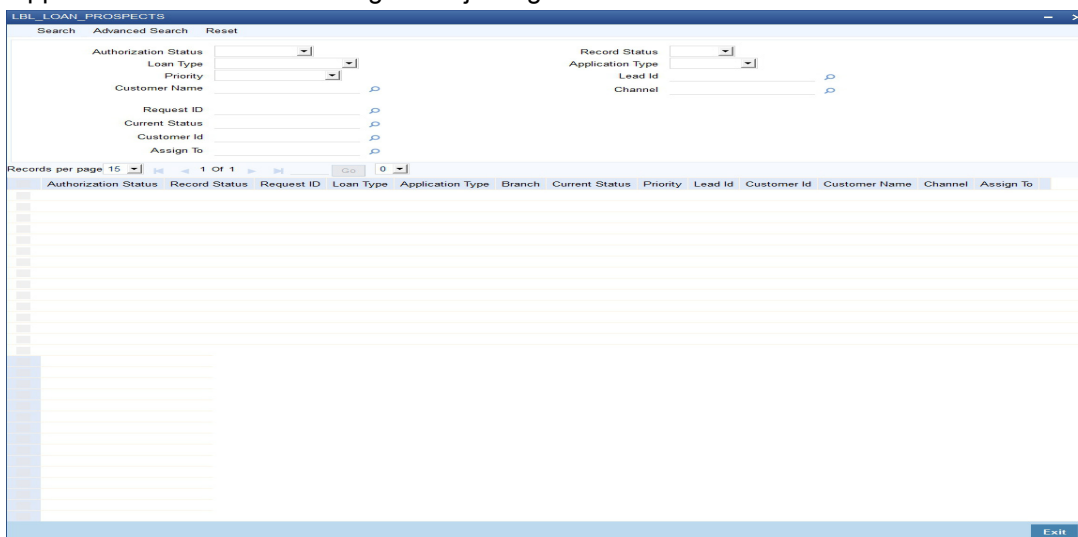 LBL_LOAN_PROSPECTS
Search Advanced Search Reset
Authorization Status Record Status
Loan Type Application Type
Priority Lead Id
Customer Name Channel
Request ID
Current Status
Customer Id
Assign To
Records per page 15 1 Of 1 Go 0
Authorization Status Record Status Request ID Loan Type Application Type Branch Current Status Priority Lead Id Customer Id Customer Name Channel Assign To
Exit